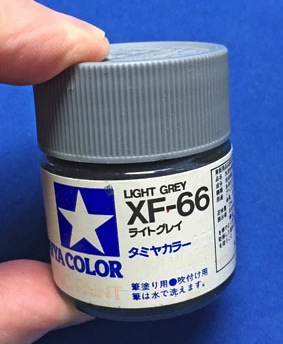 LIGHT GREY
XF-66
ライトグレイ
タミヤカラー
YA COLOR
PAINT
筆塗り用●吹付け用
筆は水で洗えます。